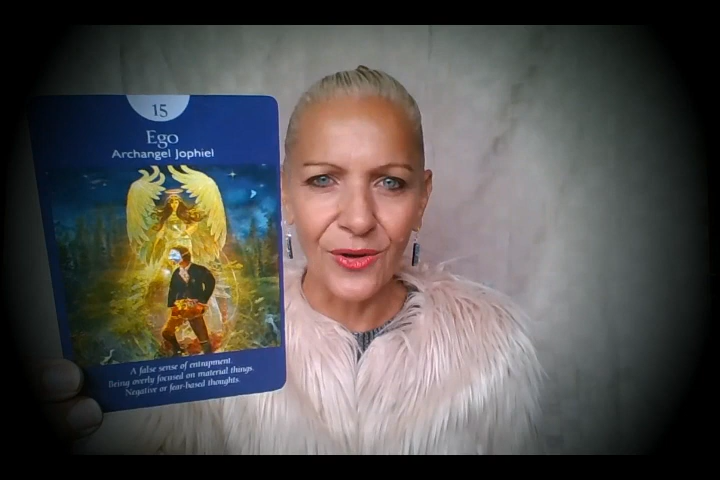 15
Ego
Archangel Jophiel
A false sense of entrapment.
Being overly focused on material things.
Negative or fear-based thoughts.